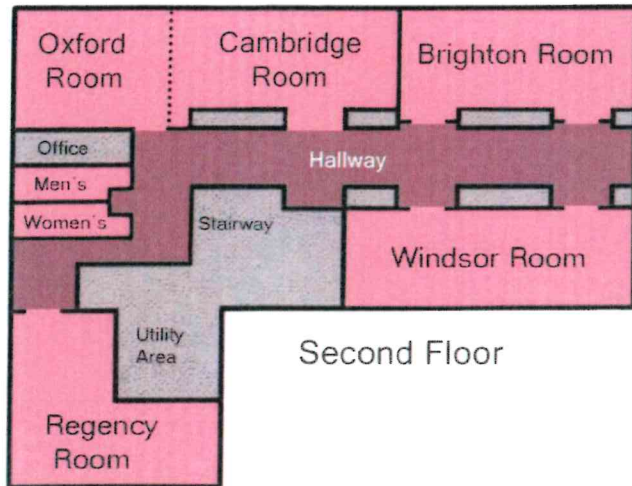 Oxford
Room
Cambridge
Room
Brighton Room
Office
Hallway
Men's
Women's
Stairway
Windsor Room
Utility
Area
Second Floor
Regency
Room